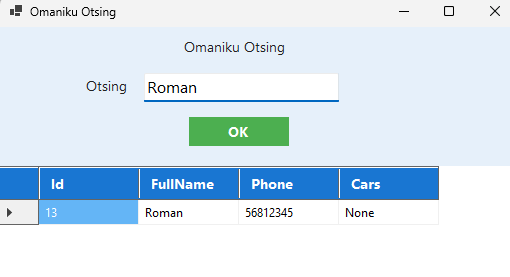 Omaniku Otsing
Omaniku Otsing
Otsing Roman
OK
Id FullName Phone Cars
13 Roman 56812345 None